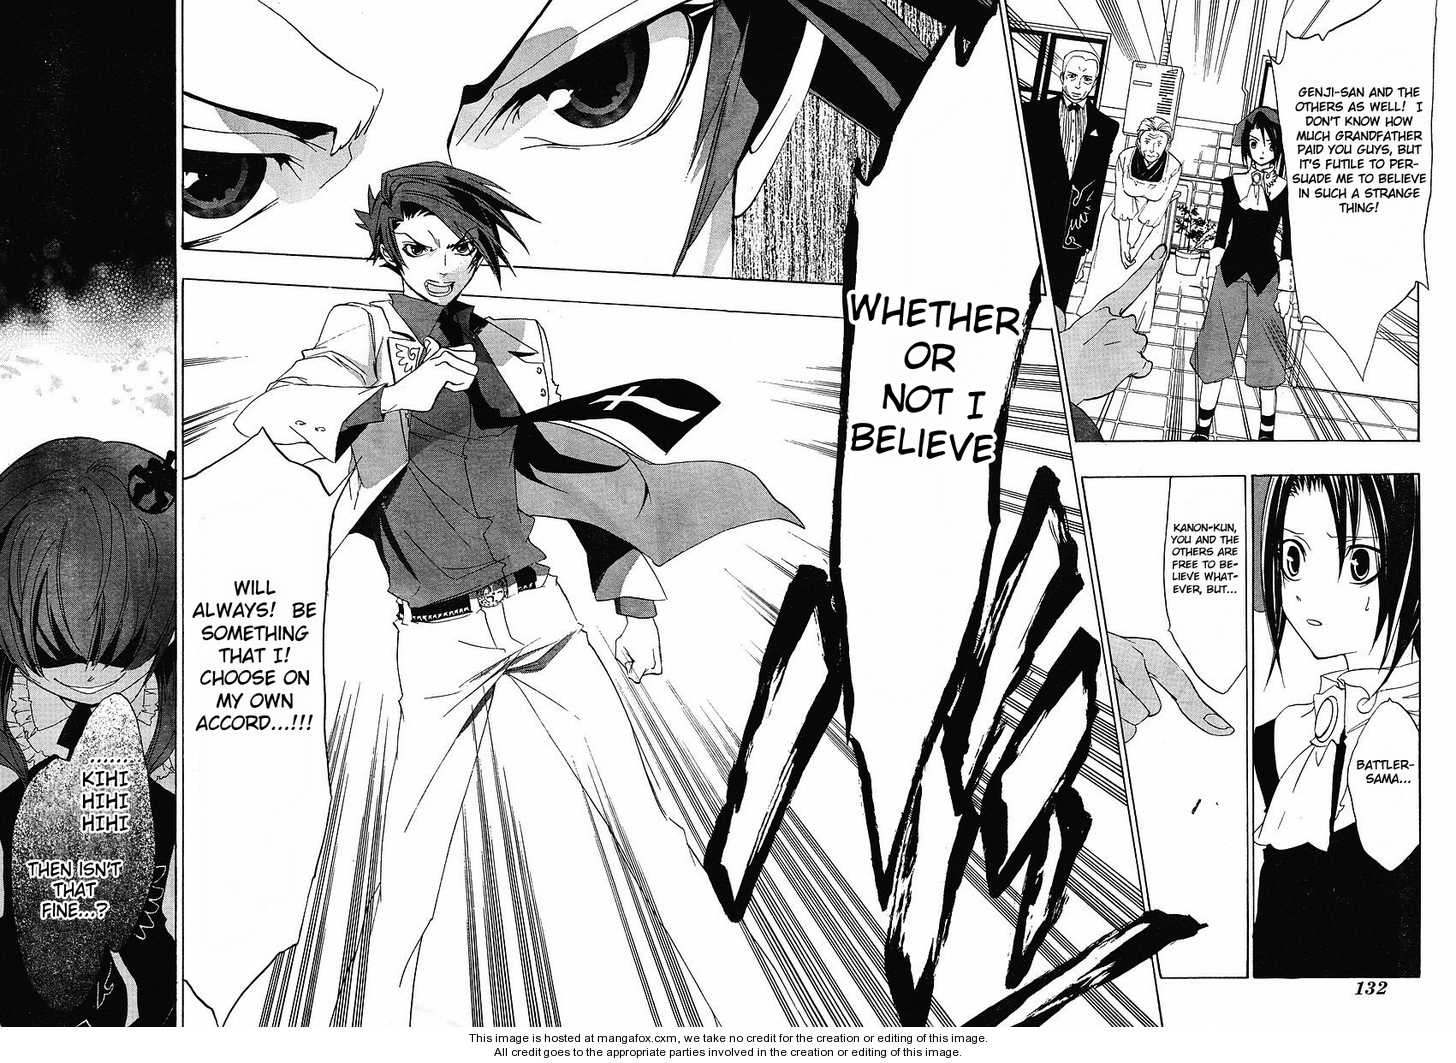 GENJI-SAN AND THE
OTHERS AS WELL! I
DON'T KNOW HOW
MUCH GRANDFATHER
PAID YOU GUYS, BUT
IT'S FUTILE TO PER-
SUADE ME TO BELIEVE
IN SUCH A STRANGE
THING!
BATTLER-
SAMA...
KANON-KUN,
YOU AND THE
OTHERS ARE
FREE TO BE-
LIEVE WHAT-
EVER, BUT...
132
WHETHER
OR
NOT I
BELIEVE
WILL
ALWAYS! BE
SOMETHING
THAT I!
CHOOSE ON
MY OWN
ACCORD....!!!
........
KIHI
HIHI
HIHI
THEN ISN'T
THAT
FINE...?
This image is hosted at mangafox.cxm, we take no credit for the creation or editing of this image.
All credit goes to the appropriate parties involved in the creation or editing of this image.